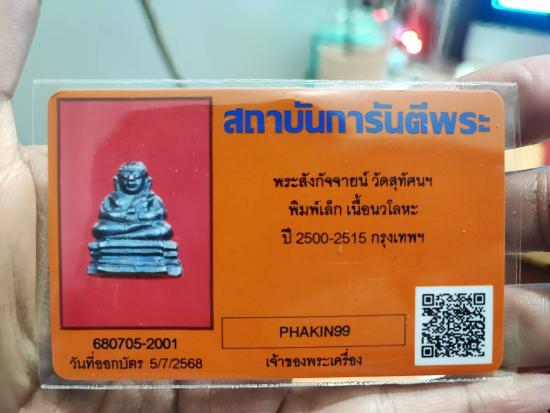 สถาบันการันตีพระ
พระสังกัจจายน์ วัดสุทัศนฯ
พิมพ์เล็ก เนื้อนวโลหะ
ปี 2500-2515 กรุงเทพฯ
PHAKIN99
เจ้าของพระเครื่อง
680705-2001
วันที่ออกบัตร 5/7/2568